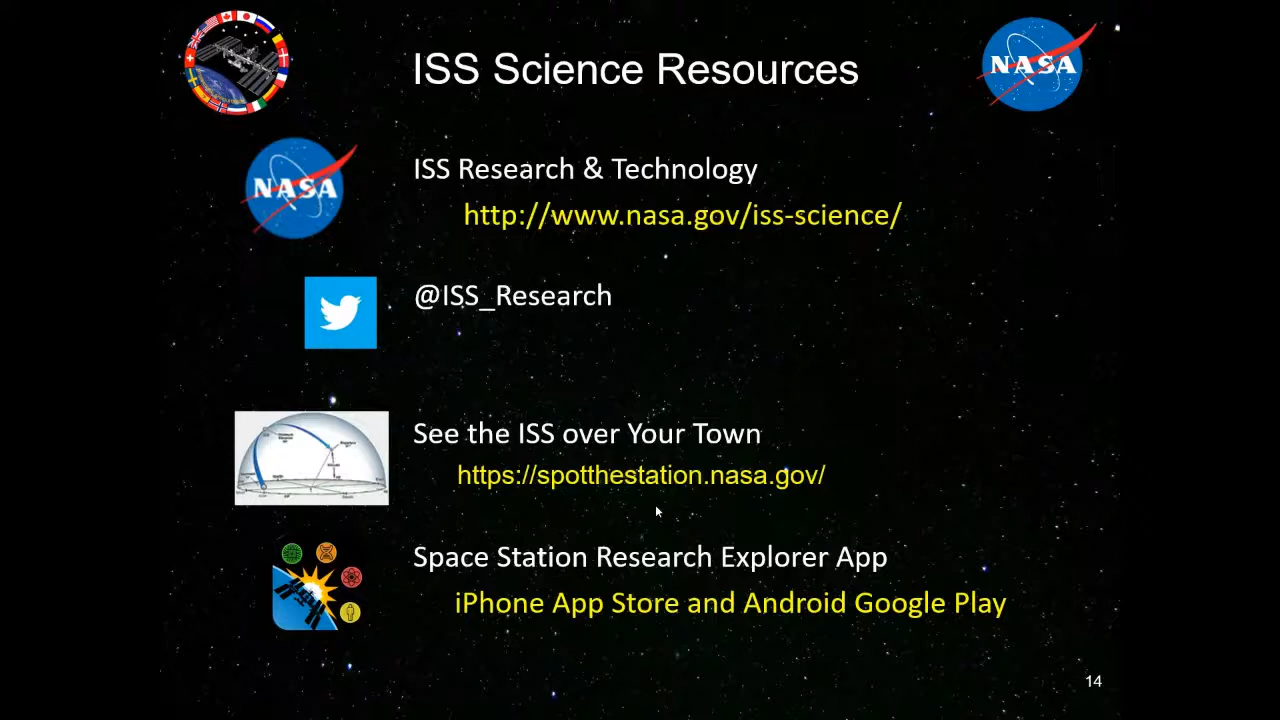 ISS Science Resources
NASA
NASA
ISS Research & Technology
http://www.nasa.gov/iss-science/
@ISS_Research
See the ISS over Your Town
https://spotthestation.nasa.gov/
Space Station Research Explorer App
iPhone App Store and Android Google Play
14